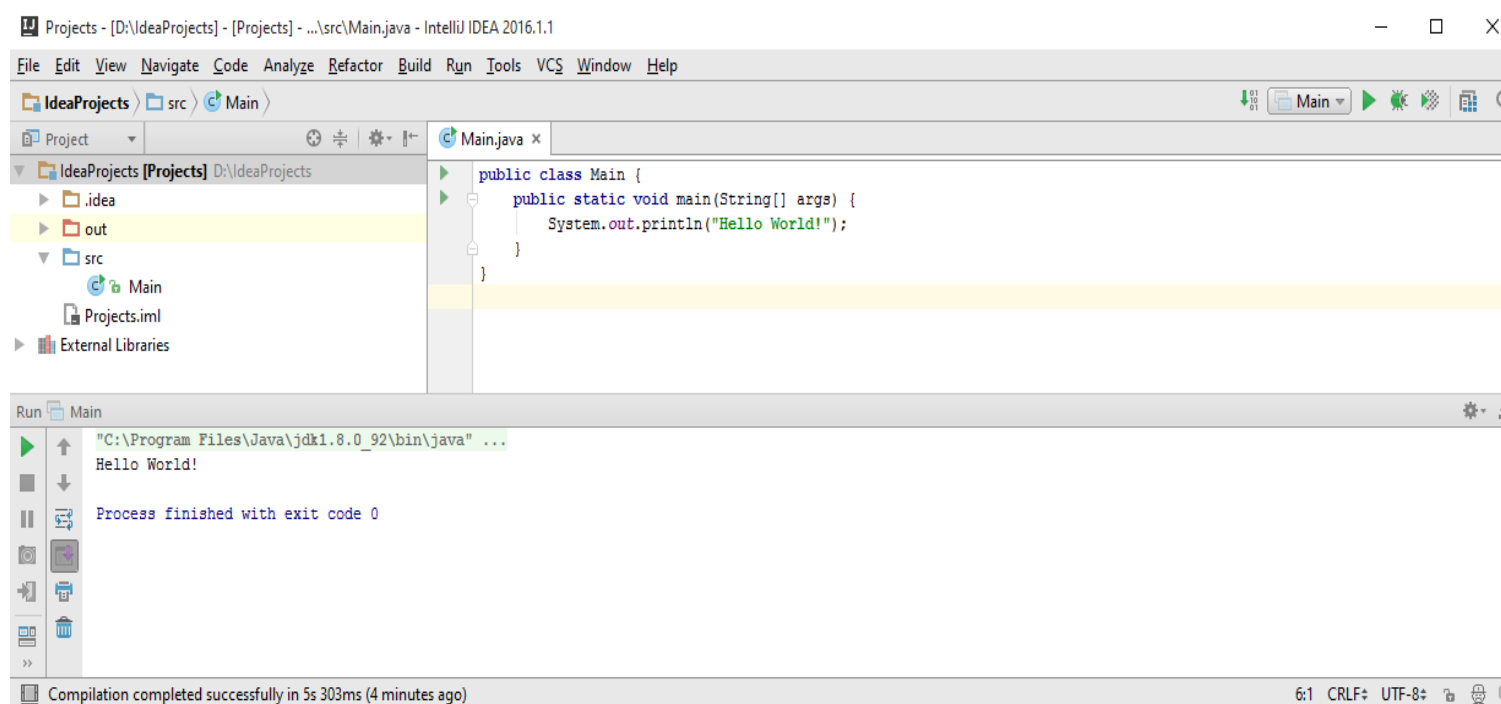 Projects - [D:\IdeaProjects] - [Projects] - ...\src\Main.java - IntelliJ IDEA 2016.1.1
File Edit View Navigate Code Analyze Refactor Build Run Tools VCS Window Help
IdeaProjects src Main
Main
Project
Main.java
IdeaProjects [Projects] D:\IdeaProjects
.idea
out
src
Main
Projects.iml
External Libraries
public class Main {
    public static void main(String[] args) {
        System.out.println("Hello World!");
    }
}
Run Main
"C:\Program Files\Java\jdk1.8.0_92\bin\java" ...
Hello World!
Process finished with exit code 0
Compilation completed successfully in 5s 303ms (4 minutes ago)
6:1 CRLF UTF-8